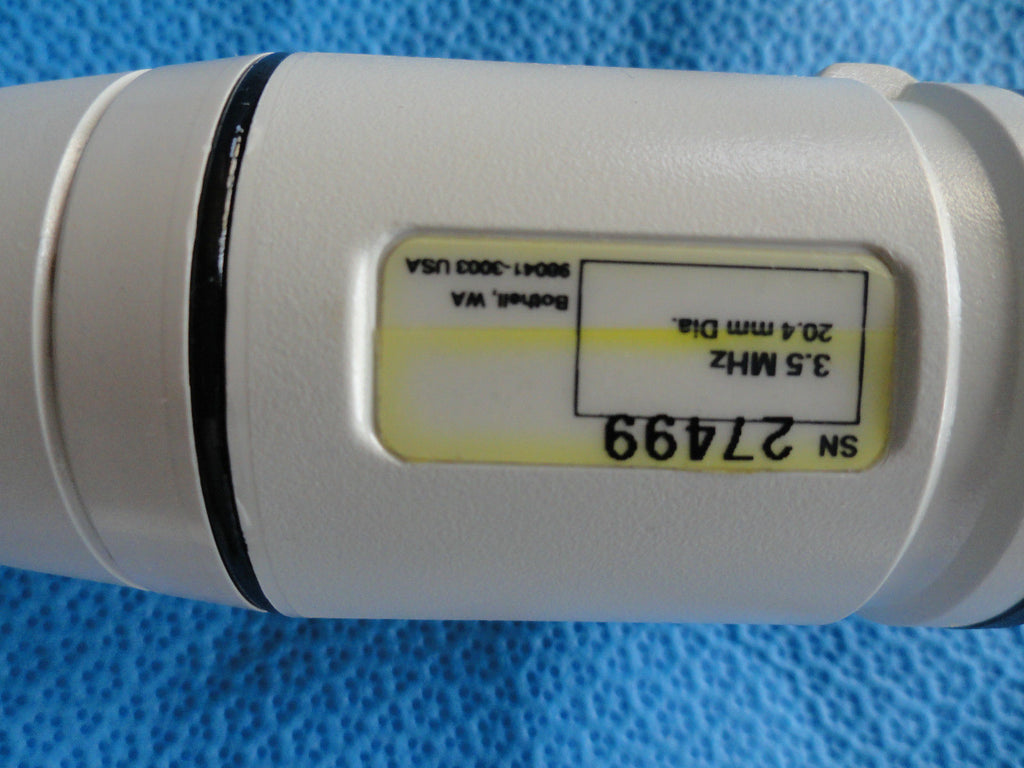 SN 27499
3.5 MHz
20.4 mm Dia.
Bothell, WA
98041-3003 USA